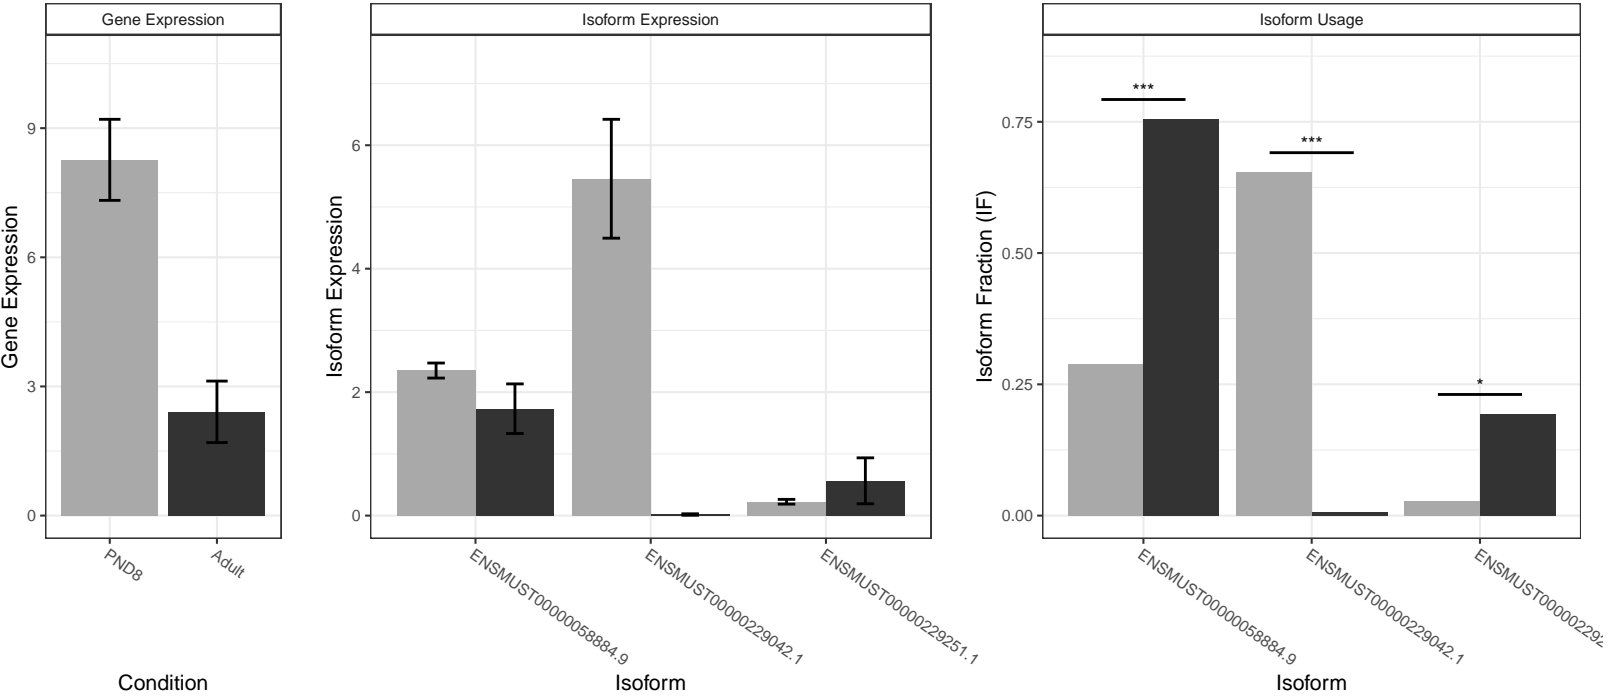 Gene Expression
Gene Expression
9
6
3
0
PND8
Adult
Condition
Isoform Expression
Isoform Expression
6
4
2
0
ENSMUST00000058884.9
ENSMUST00000229042.1
ENSMUST00000229251.1
Isoform
Isoform Usage
Isoform Fraction (IF)
0.75
0.50
0.25
0.00
***
***
*
ENSMUST00000058884.9
ENSMUST00000229042.1
ENSMUST000002292
Isoform